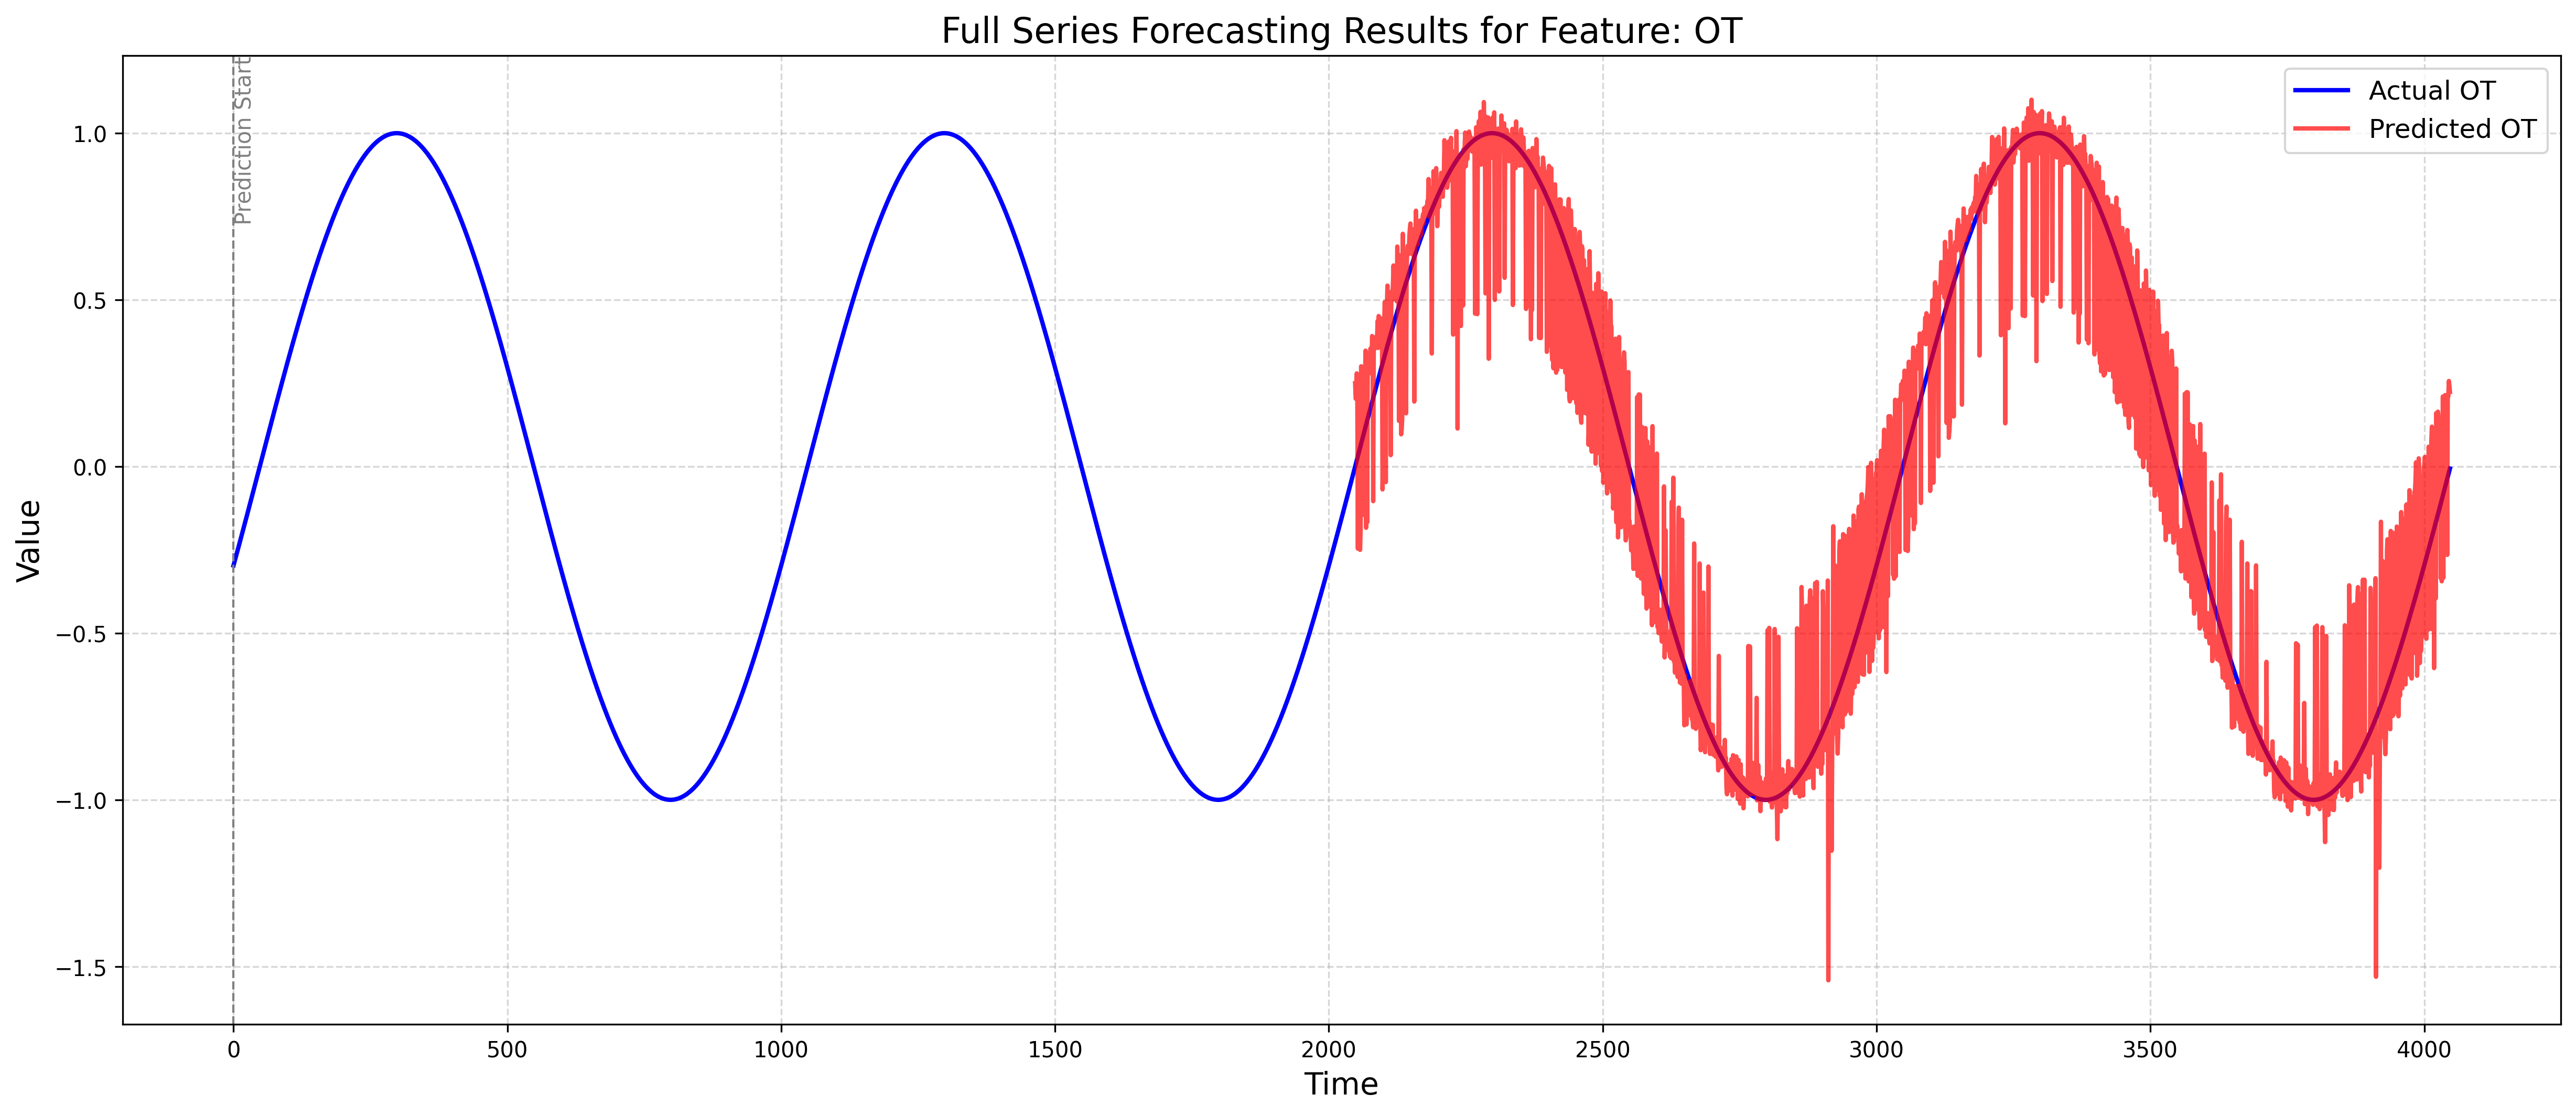 Full Series Forecasting Results for Feature: OT
Prediction Start
Actual OT
Predicted OT
Value
1.0
0.5
0.0
−0.5
−1.0
−1.5
0
500
1000
1500
2000
2500
3000
3500
4000
Time